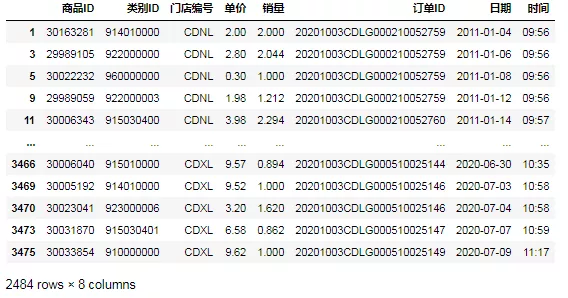 商品ID 类别ID 门店编号 单价 销量 订单ID 日期 时间
1 30163281 914010000 CDNL 2.00 2.000 20201003CDLG000210052759 2011-01-04 09:56
3 29989105 922000000 CDNL 2.80 2.044 20201003CDLG000210052759 2011-01-06 09:56
5 30022232 960000000 CDNL 0.30 1.000 20201003CDLG000210052759 2011-01-08 09:56
9 29989059 922000003 CDNL 1.98 1.212 20201003CDLG000210052759 2011-01-12 09:56
11 30006343 915030400 CDNL 3.98 2.294 20201003CDLG000210052760 2011-01-14 09:57
... ... ... ... ... ... ... ... ...
3466 30006040 915010000 CDXL 9.57 0.894 20201003CDLG000510025144 2020-06-30 10:35
3469 30005192 914010000 CDXL 9.52 1.000 20201003CDLG000510025146 2020-07-03 10:58
3470 30023041 923000006 CDXL 3.20 1.620 20201003CDLG000510025146 2020-07-04 10:58
3473 30031870 915030401 CDXL 6.58 0.862 20201003CDLG000510025147 2020-07-07 10:59
3475 30033854 910000000 CDXL 9.62 1.000 20201003CDLG000510025149 2020-07-09 11:17
2484 rows × 8 columns